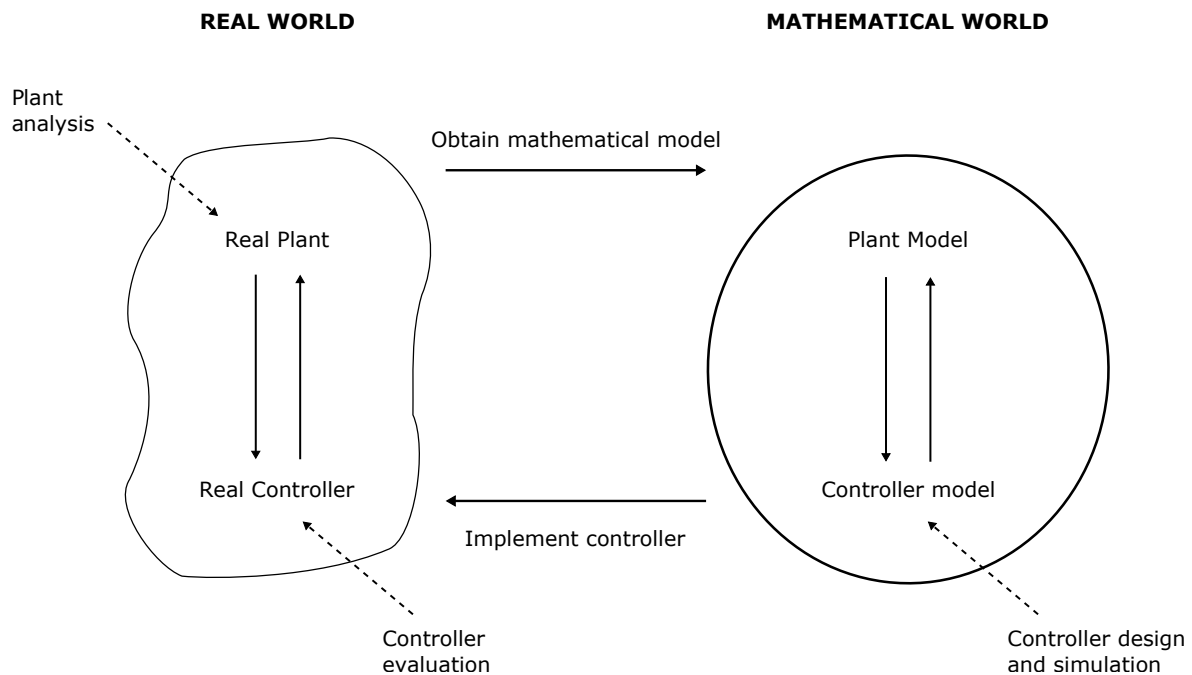 REAL WORLD
MATHEMATICAL WORLD
Plant
analysis
Obtain mathematical model
Real Plant
Plant Model
Real Controller
Controller model
Implement controller
Controller
evaluation
Controller design
and simulation